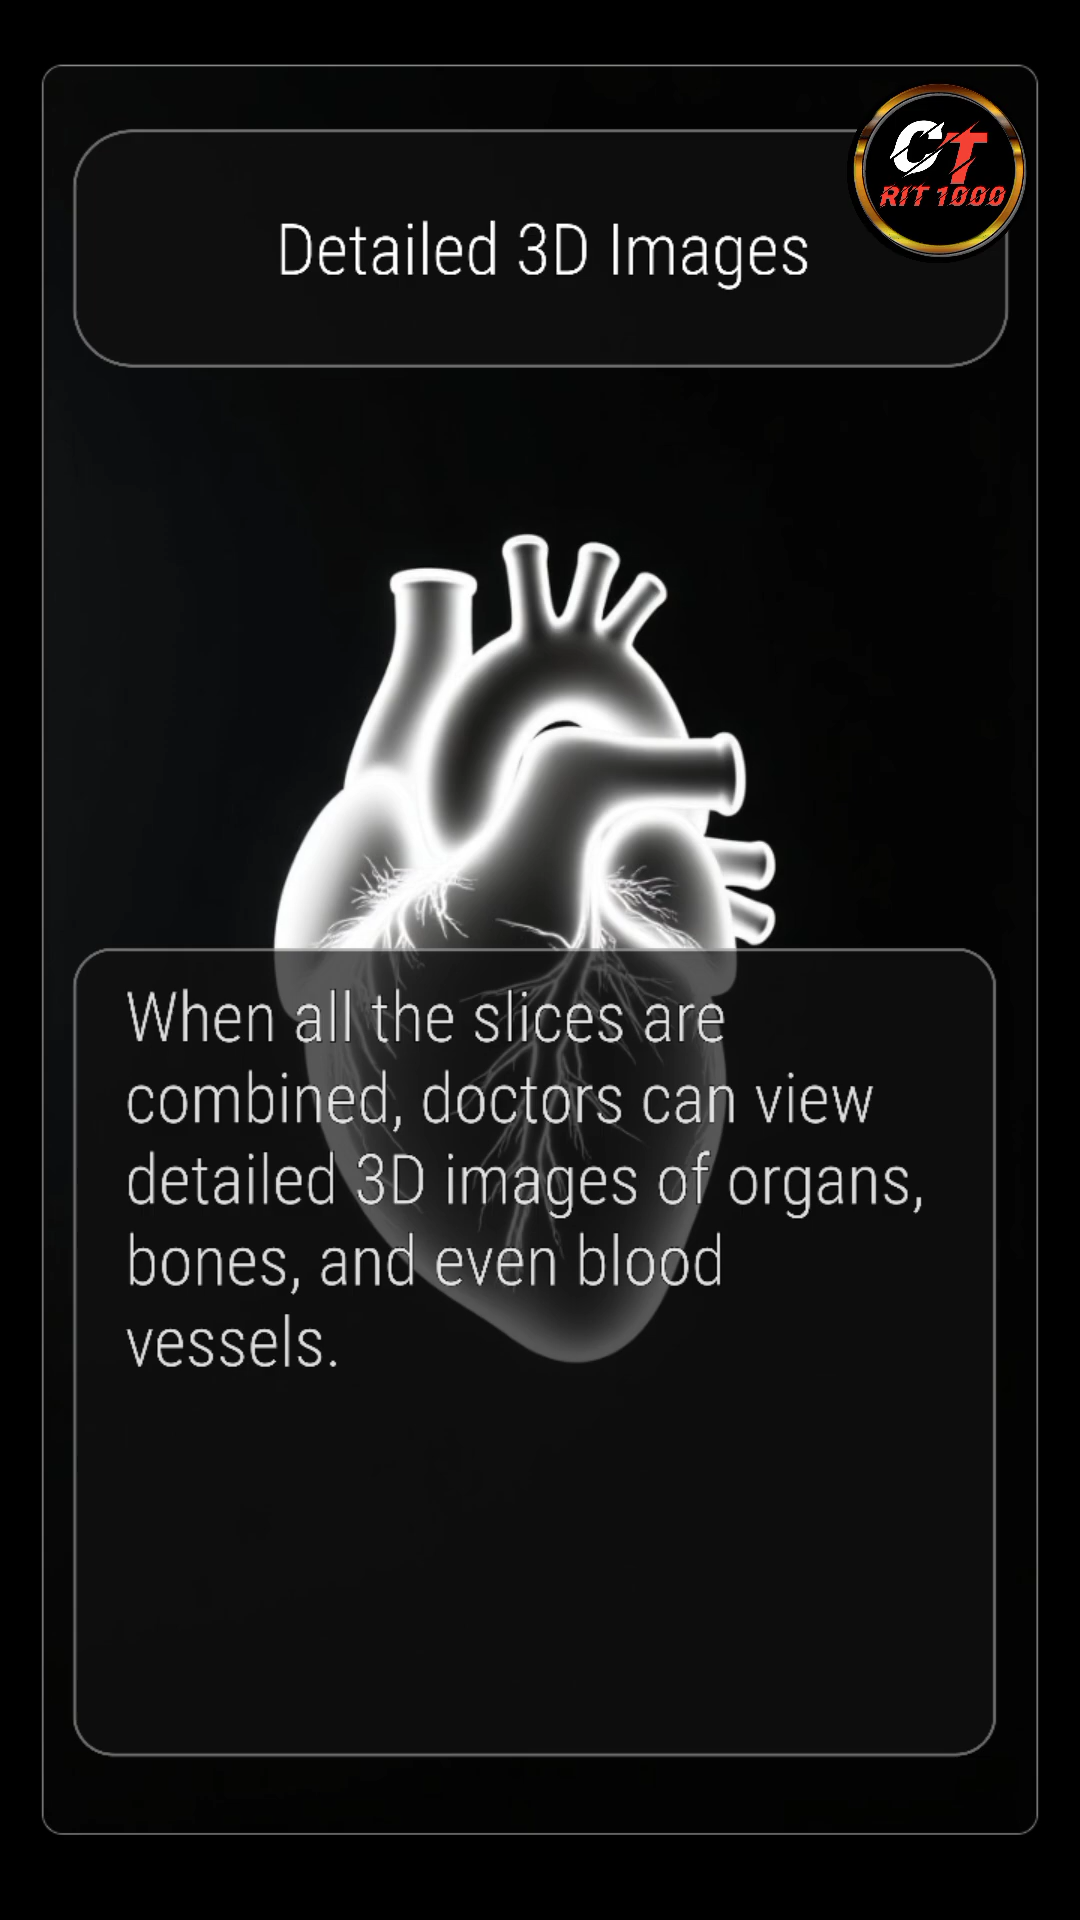 CT
RIT 1000
Detailed 3D Images
When all the slices are
combined, doctors can view
detailed 3D images of organs,
bones, and even blood
vessels.